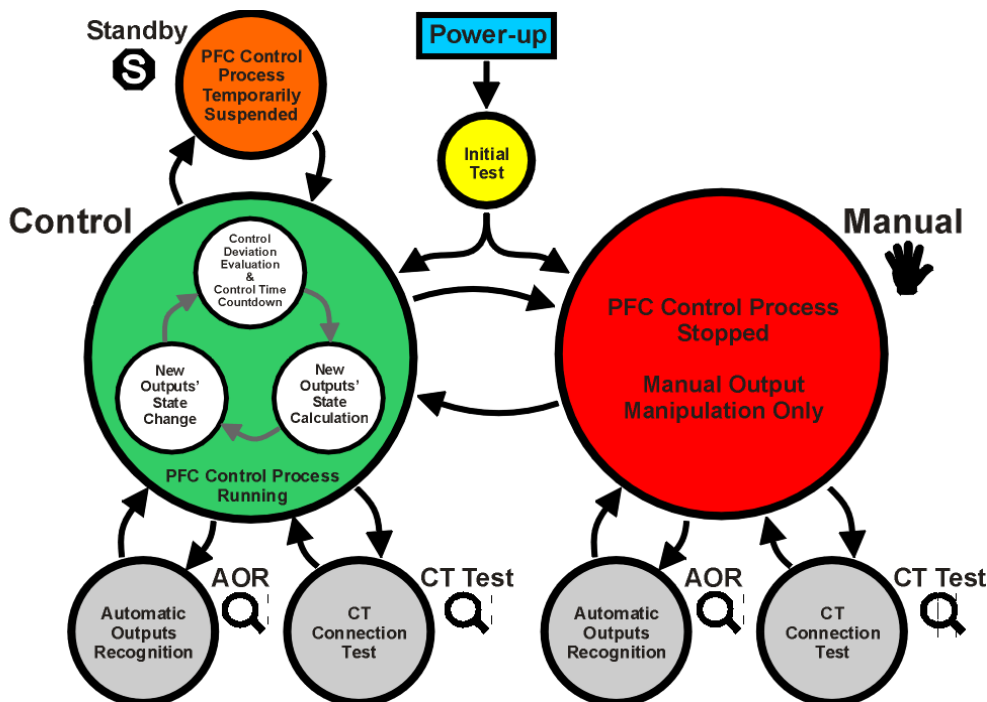 Standby
S
PFC Control
Process
Temporarily
Suspended
Power-up
Initial
Test
Control
Control
Deviation
Evaluation
&
Control Time
Countdown
New
Outputs'
State
Change
New
Outputs'
State
Calculation
PFC Control Process
Running
Manual
PFC Control Process
Stopped
Manual Output
Manipulation Only
AOR
Automatic
Outputs
Recognition
CT Test
CT
Connection
Test
AOR
Automatic
Outputs
Recognition
CT Test
CT
Connection
Test